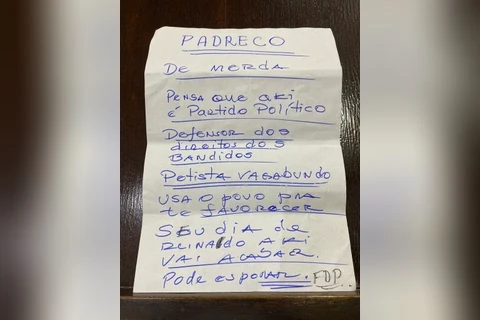 PADRECO
DE MERDA
PENSA QUE AKI
É PARTIDO POLÍTICO
DEFENSOR DOS
DIREITOS DOS
BANDIDOS
PETISTA VAGABUNDO
USA O POVO PRA
TE FAVORECER
SEU DIA DE
REINADO AKI
VAI ACABAR.
PODE ESPERAR. FDP..